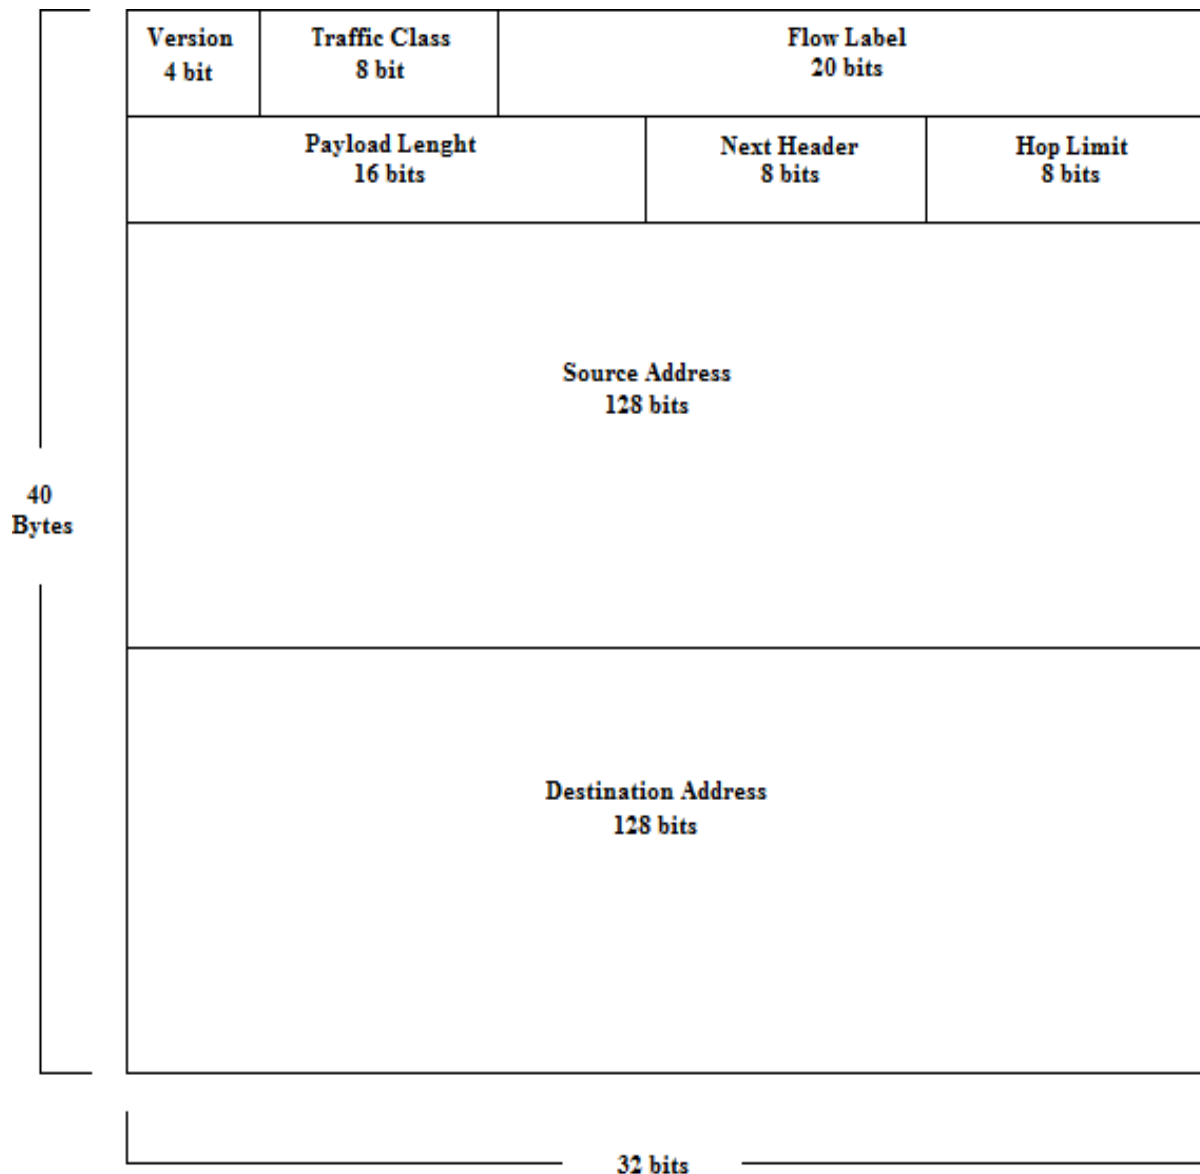 Version
4 bit
Traffic Class
8 bit
Flow Label
20 bits
Payload Lenght
16 bits
Next Header
8 bits
Hop Limit
8 bits
Source Address
128 bits
40
Bytes
Destination Address
128 bits
32 bits